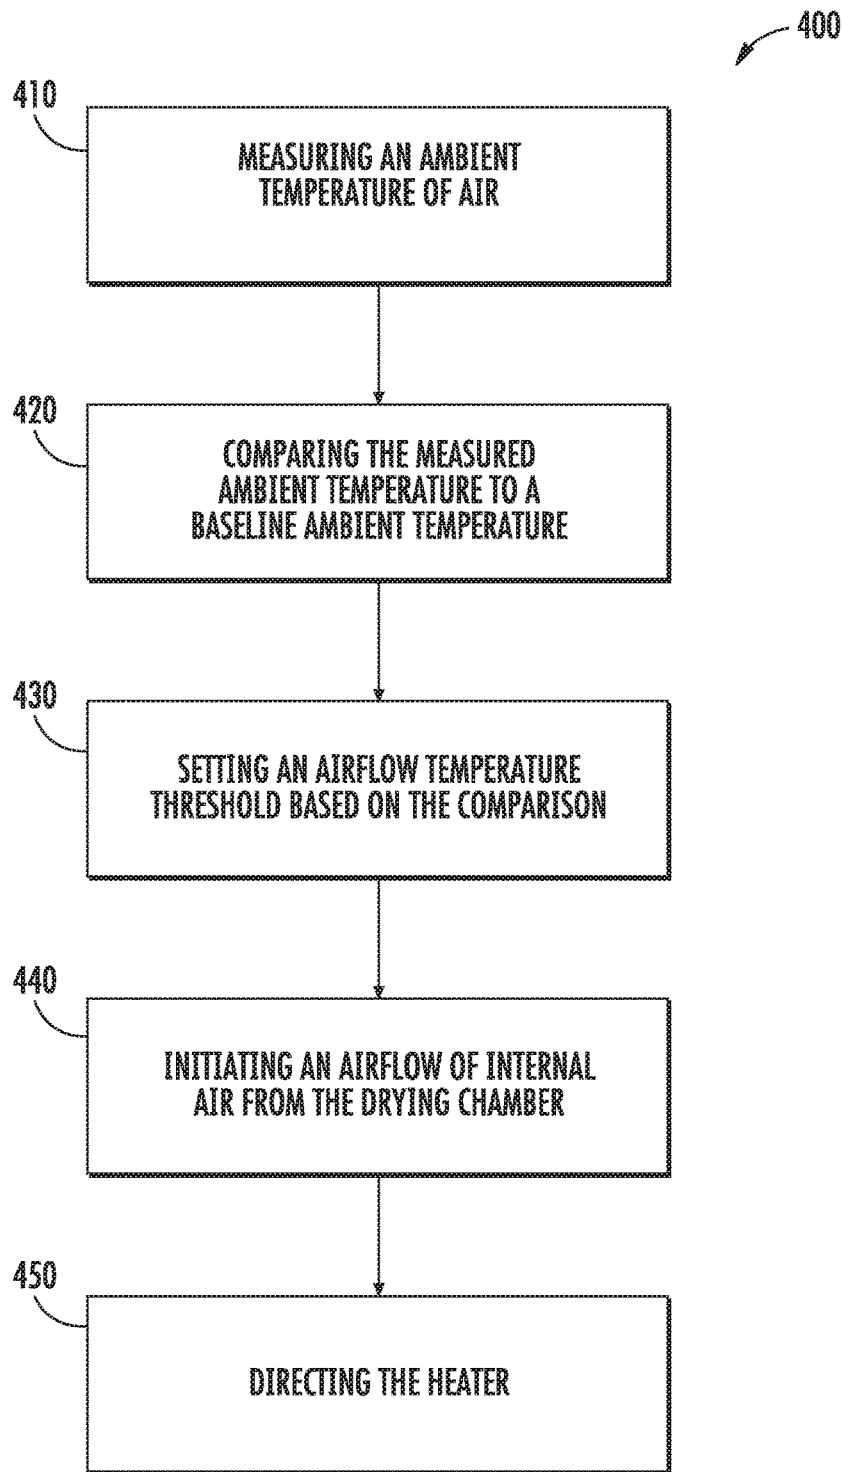 400
410
MEASURING AN AMBIENT
TEMPERATURE OF AIR
420
COMPARING THE MEASURED
AMBIENT TEMPERATURE TO A
BASELINE AMBIENT TEMPERATURE
430
SETTING AN AIRFLOW TEMPERATURE
THRESHOLD BASED ON THE COMPARISON
440
INITIATING AN AIRFLOW OF INTERNAL
AIR FROM THE DRYING CHAMBER
450
DIRECTING THE HEATER